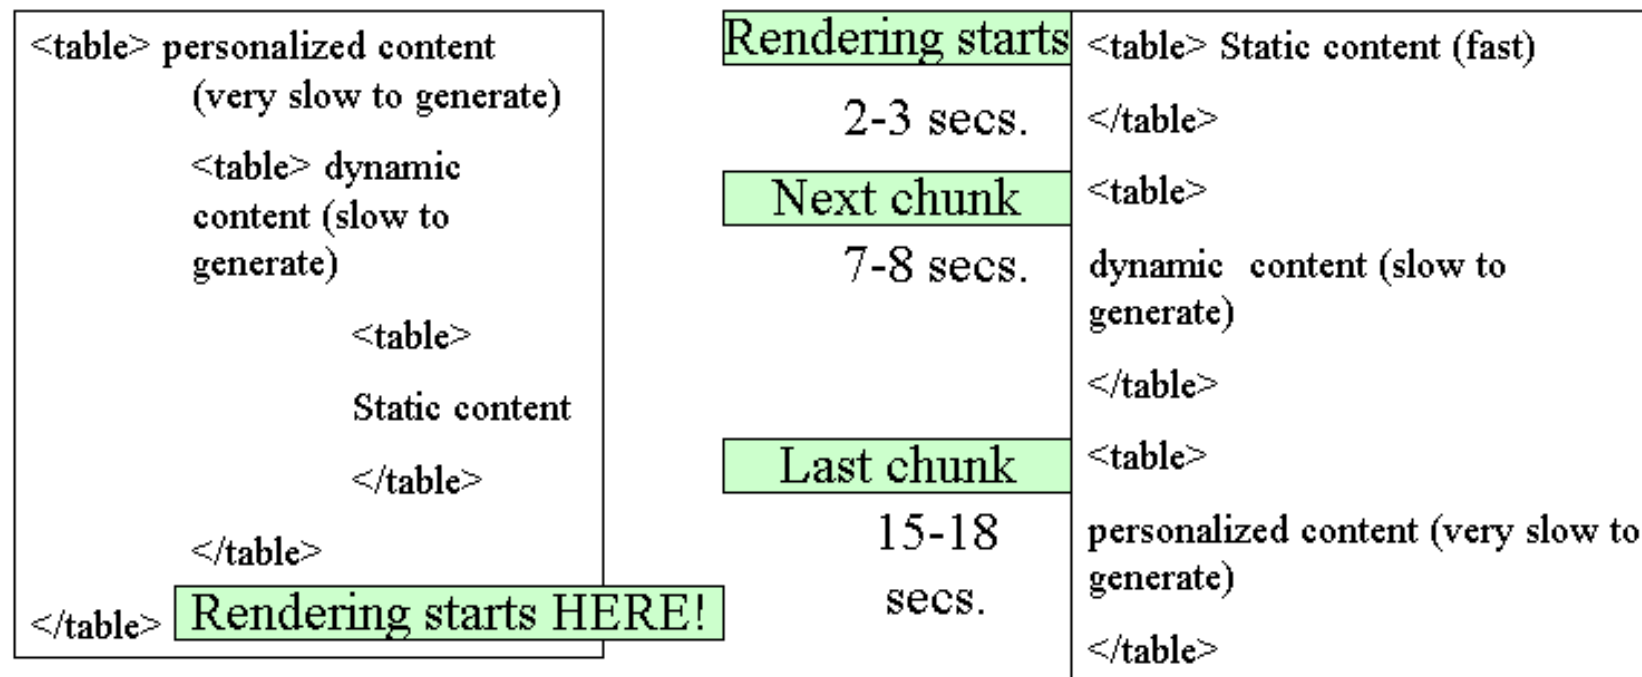 <table> personalized content
(very slow to generate)
<table> dynamic
content (slow to
generate)
<table>
Static content
</table>
</table>
</table>
Rendering starts HERE!
Rendering starts
2-3 secs.
Next chunk
7-8 secs.
Last chunk
15-18
secs.
<table> Static content (fast)
</table>
<table>
dynamic content (slow to
generate)
</table>
<table>
personalized content (very slow to
generate)
</table>